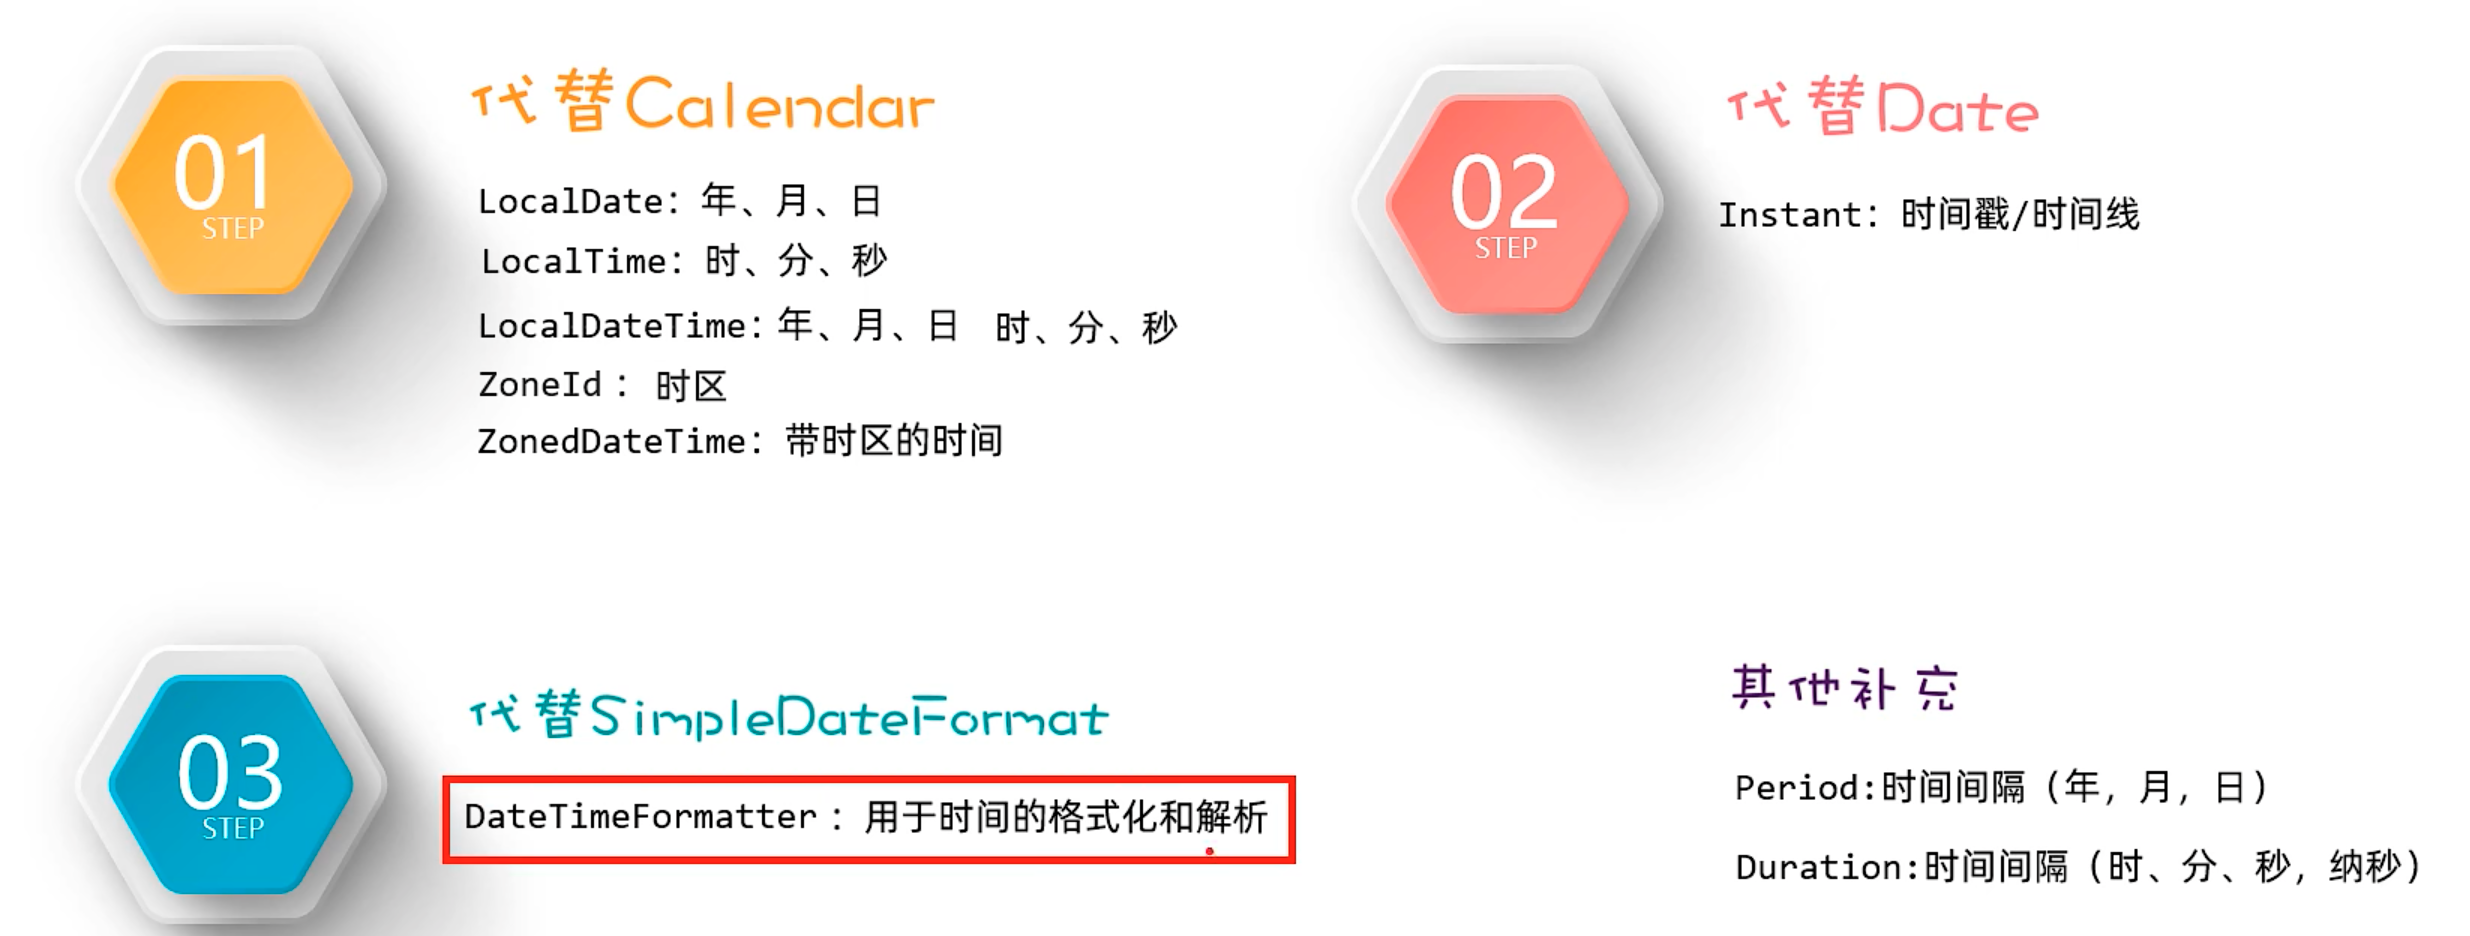 01
STEP
代替Calendar
LocalDate：年、月、日
LocalTime：时、分、秒
LocalDateTime：年、月、日 时、分、秒
ZoneId：时区
ZonedDateTime：带时区的时间
02
STEP
代替Date
Instant：时间戳/时间线
03
STEP
代替SimpleDateFormat
DateTimeFormatter：用于时间的格式化和解析
其他补充
Period:时间间隔（年，月，日）
Duration:时间间隔（时、分、秒，纳秒）